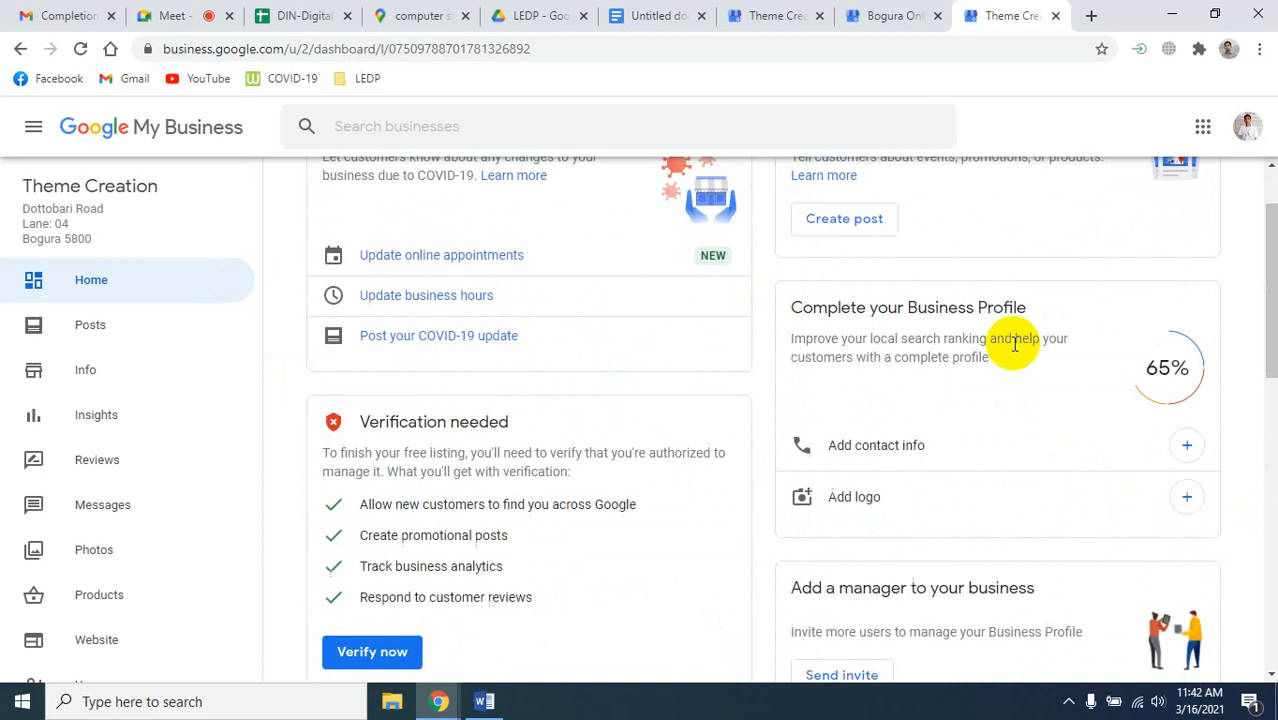 Completion
Meet -
DIN-Digital
computer st
LEDP - Goo
Untitled do
Theme Crea
Bogura Onl
Theme Crea
business.google.com/u/2/dashboard/l/07509788701781326892
Facebook
Gmail
YouTube
COVID-19
LEDP
Google My Business
Search businesses
Theme Creation
Dottobari Road
Lane: 04
Bogura 5800
Home
Posts
Info
Insights
Reviews
Messages
Photos
Products
Website
Let customers know about any changes to your
business due to COVID-19. Learn more
Update online appointments NEW
Update business hours
Post your COVID-19 update
Verification needed
To finish your free listing, you'll need to verify that you're authorized to
manage it. What you'll get with verification:
Allow new customers to find you across Google
Create promotional posts
Track business analytics
Respond to customer reviews
Verify now
Tell customers about events, promotions, or products.
Learn more
Create post
Complete your Business Profile
Improve your local search ranking and help your
customers with a complete profile
65%
Add contact info
Add logo
Add a manager to your business
Invite more users to manage your Business Profile
Send invite
Type here to search
11:42 AM
3/16/2021
1